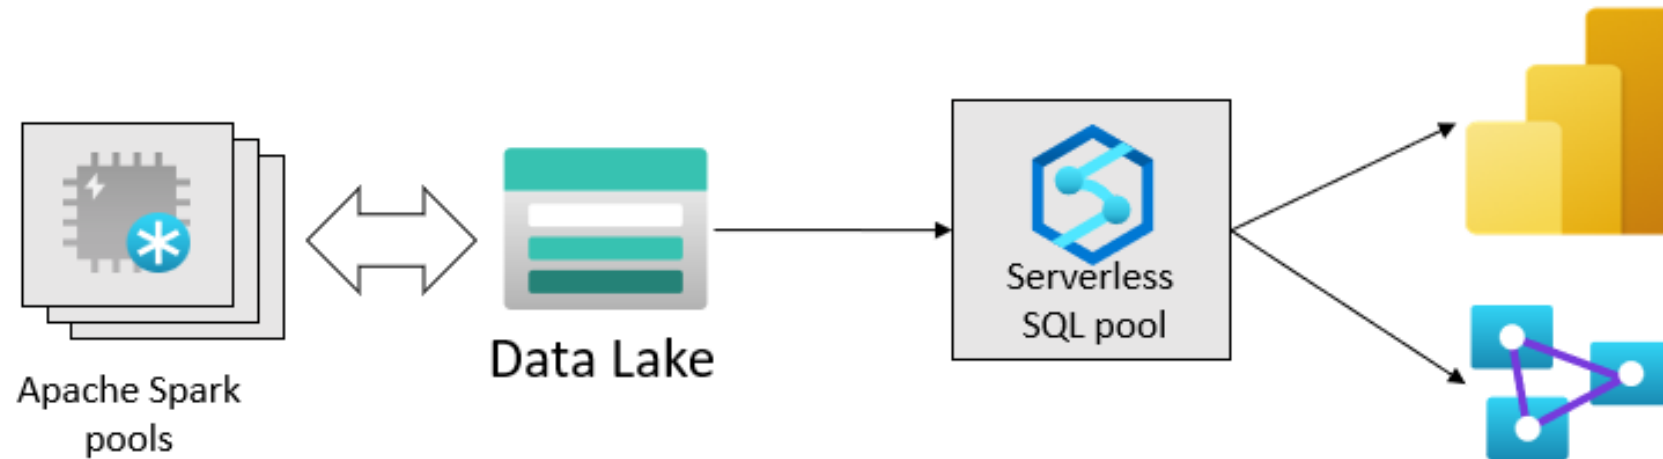 Apache Spark
pools
Data Lake
Serverless
SQL pool